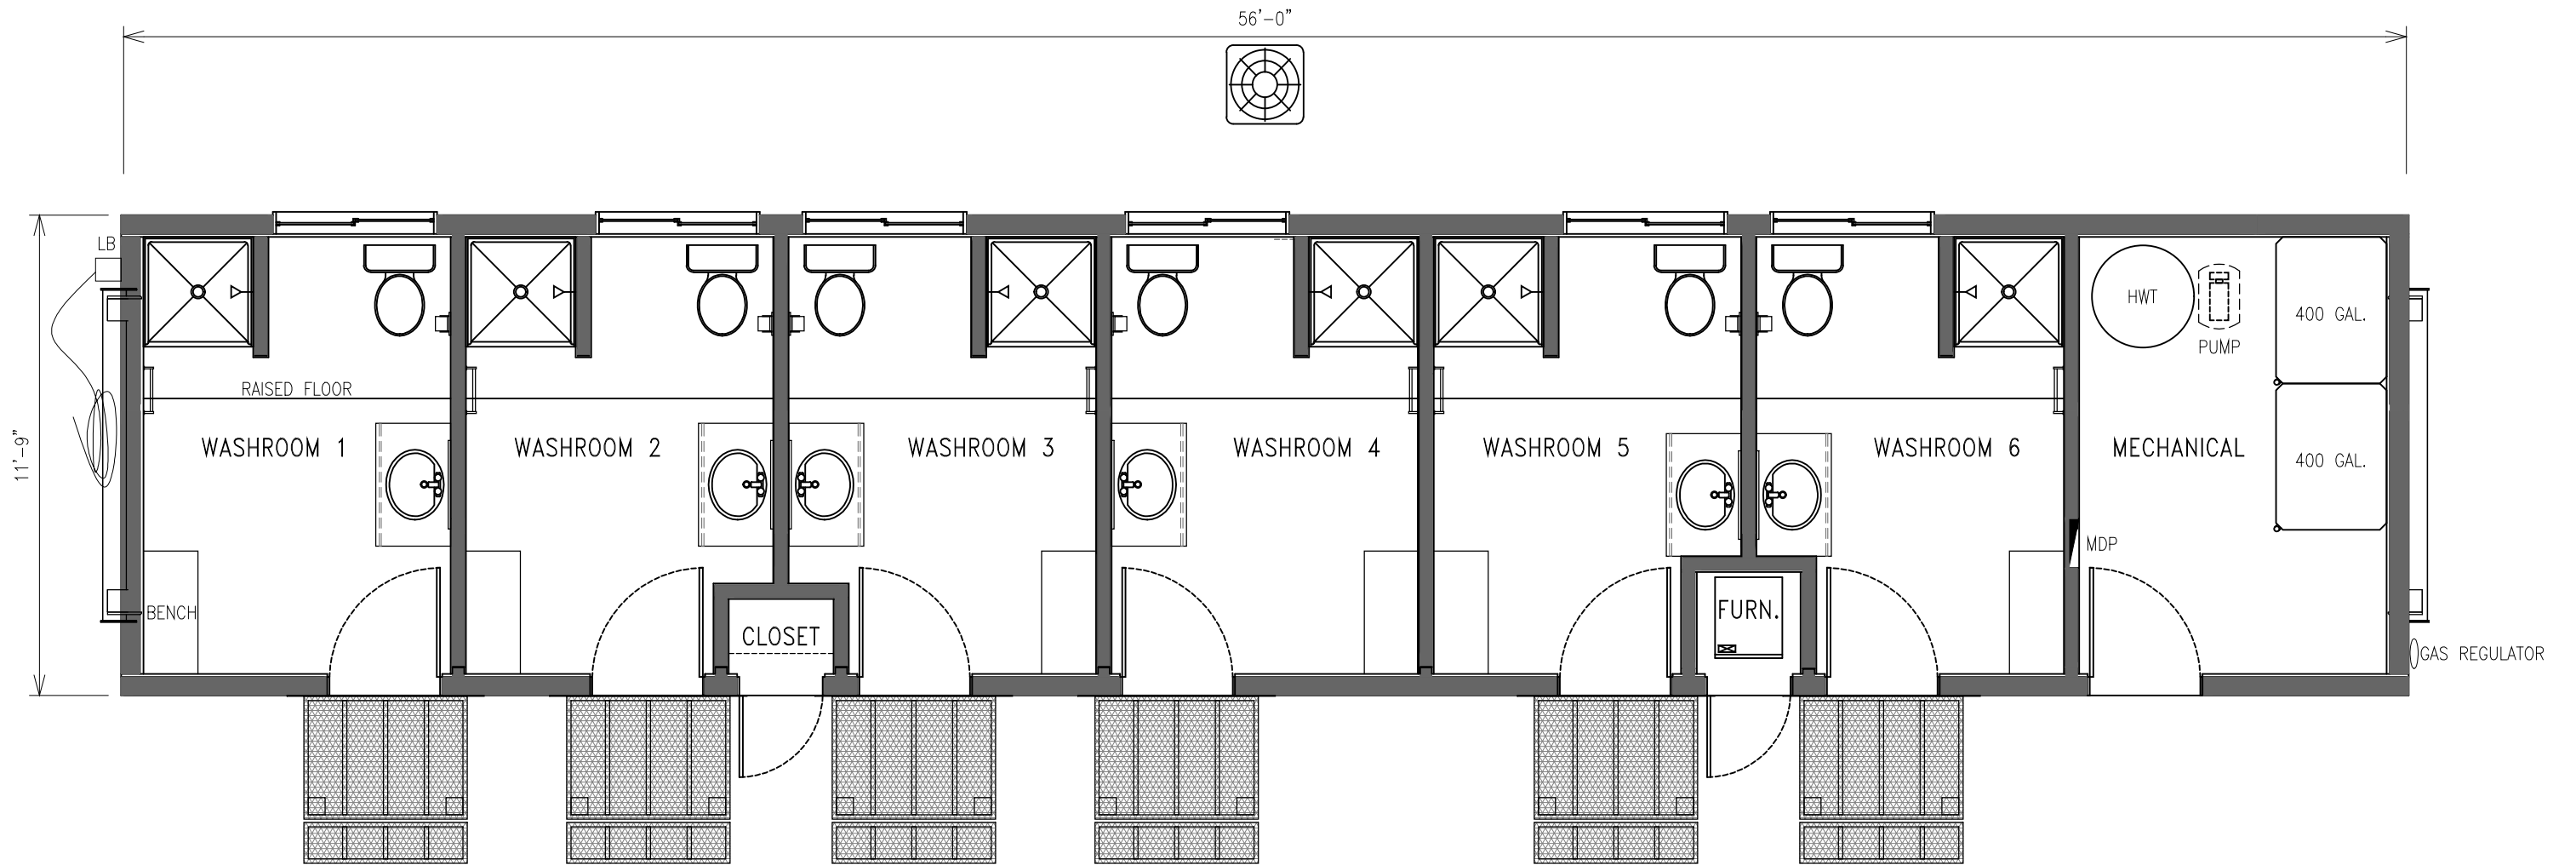 56'-0"
LB
HWT
400 GAL.
PUMP
RAISED FLOOR
11'-9"
WASHROOM 1
WASHROOM 2
WASHROOM 3
WASHROOM 4
WASHROOM 5
WASHROOM 6
MECHANICAL
400 GAL.
MDP
BENCH
CLOSET
FURN.
GAS REGULATOR